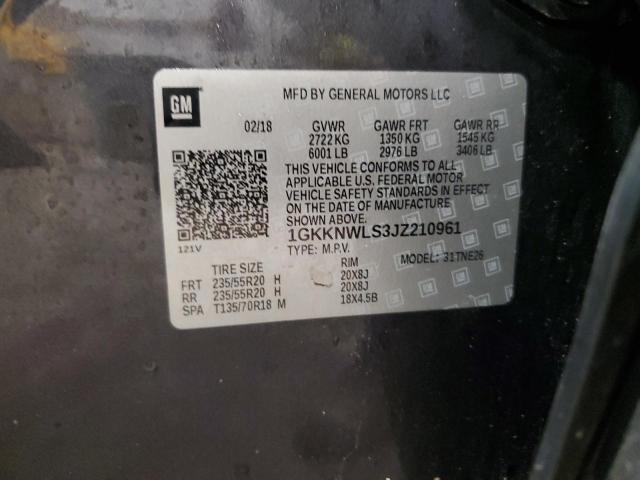 GM
MFD BY GENERAL MOTORS LLC
02/18 GVWR GAWR FRT GAWR RR
2722 KG 1350 KG 1545 KG
6001 LB 2976 LB 3406 LB
THIS VEHICLE CONFORMS TO ALL
APPLICABLE U.S. FEDERAL MOTOR
VEHICLE SAFETY STANDARDS IN EFFECT
ON THE DATE OF MANUFACTURE
SHOWN ABOVE.
1GKKNWLS3JZ210961
121V TYPE: M.P.V. MODEL: 31TNE26
TIRE SIZE RIM
FRT 235/55R20 H 20X8J
RR 235/55R20 H 20X8J
SPA T135/70R18 M 18X4.5B